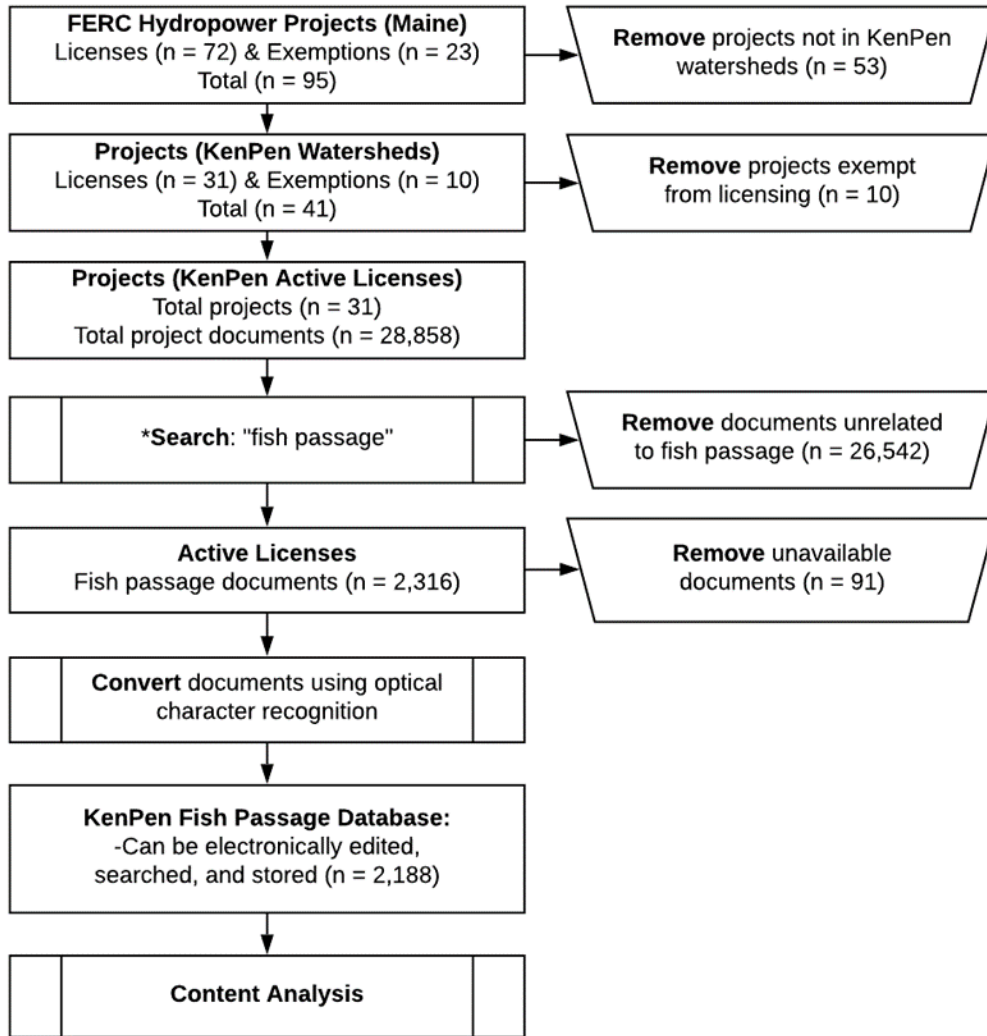 FERC Hydropower Projects (Maine)
Licenses (n = 72) & Exemptions (n = 23)
Total (n = 95)
Remove projects not in KenPen
watersheds (n = 53)
Projects (KenPen Watersheds)
Licenses (n = 31) & Exemptions (n = 10)
Total (n = 41)
Remove projects exempt
from licensing (n = 10)
Projects (KenPen Active Licenses)
Total projects (n = 31)
Total project documents (n = 28,858)
*Search: "fish passage"
Remove documents unrelated
to fish passage (n = 26,542)
Active Licenses
Fish passage documents (n = 2,316)
Remove unavailable
documents (n = 91)
Convert documents using optical
character recognition
KenPen Fish Passage Database:
-Can be electronically edited,
searched, and stored (n = 2,188)
Content Analysis